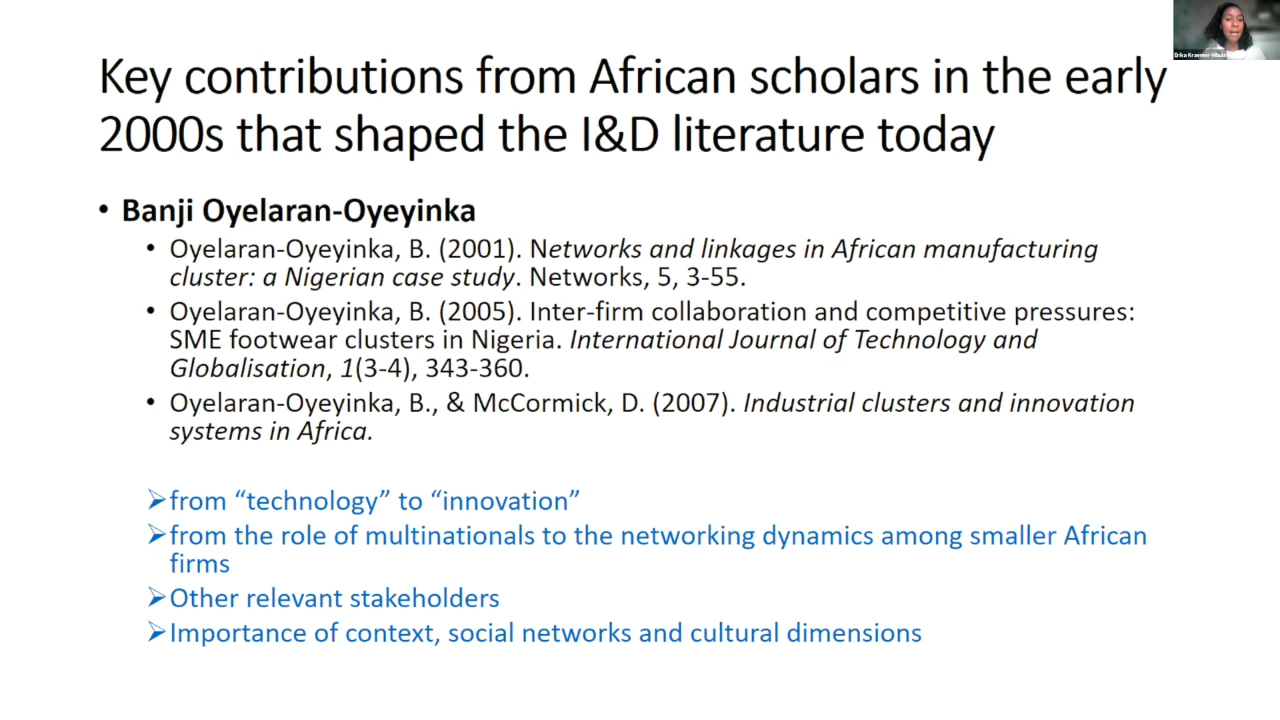 Key contributions from African scholars in the early
2000s that shaped the I&D literature today
• Banji Oyelaran-Oyeyinka
• Oyelaran-Oyeyinka, B. (2001). Networks and linkages in African manufacturing
cluster: a Nigerian case study. Networks, 5, 3-55.
• Oyelaran-Oyeyinka, B. (2005). Inter-firm collaboration and competitive pressures:
SME footwear clusters in Nigeria. International Journal of Technology and
Globalisation, 1(3-4), 343-360.
• Oyelaran-Oyeyinka, B., & McCormick, D. (2007). Industrial clusters and innovation
systems in Africa.
➢from “technology” to “innovation”
➢from the role of multinationals to the networking dynamics among smaller African
firms
➢Other relevant stakeholders
➢Importance of context, social networks and cultural dimensions
Erika